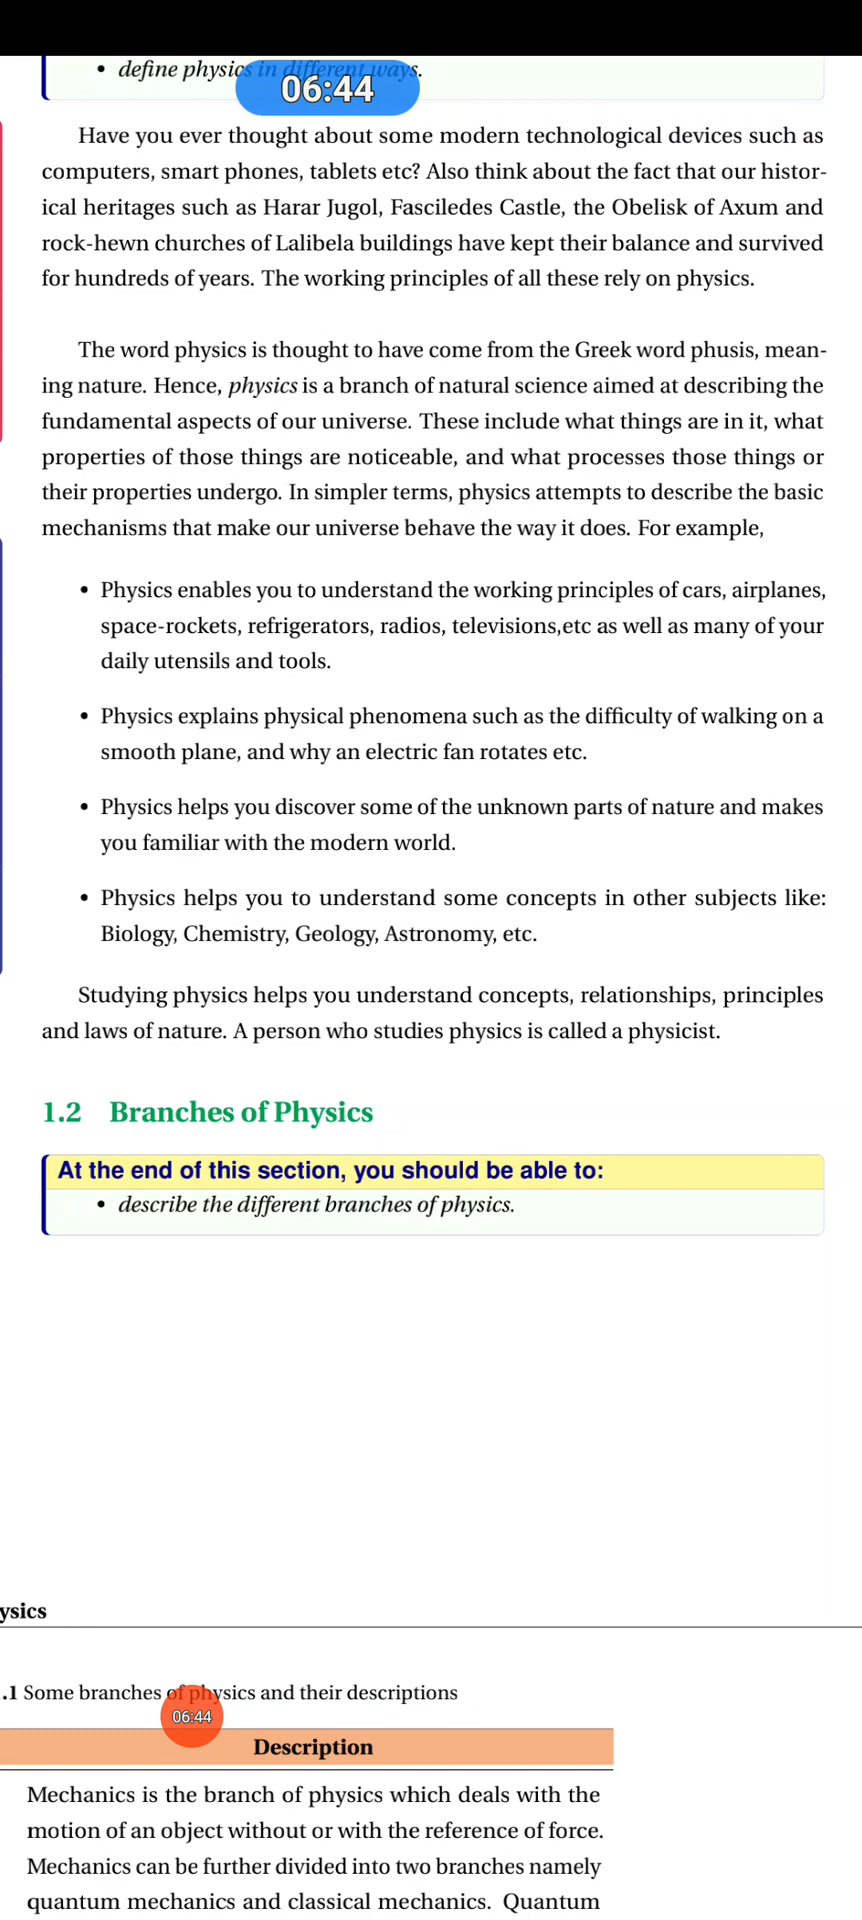 • define physics in different ways.
06:44
Have you ever thought about some modern technological devices such as
computers, smart phones, tablets etc? Also think about the fact that our histor-
ical heritages such as Harar Jugol, Fasciledes Castle, the Obelisk of Axum and
rock-hewn churches of Lalibela buildings have kept their balance and survived
for hundreds of years. The working principles of all these rely on physics.
The word physics is thought to have come from the Greek word phusis, mean-
ing nature. Hence, physics is a branch of natural science aimed at describing the
fundamental aspects of our universe. These include what things are in it, what
properties of those things are noticeable, and what processes those things or
their properties undergo. In simpler terms, physics attempts to describe the basic
mechanisms that make our universe behave the way it does. For example,
• Physics enables you to understand the working principles of cars, airplanes,
space-rockets, refrigerators, radios, televisions,etc as well as many of your
daily utensils and tools.
• Physics explains physical phenomena such as the difficulty of walking on a
smooth plane, and why an electric fan rotates etc.
• Physics helps you discover some of the unknown parts of nature and makes
you familiar with the modern world.
• Physics helps you to understand some concepts in other subjects like:
Biology, Chemistry, Geology, Astronomy, etc.
Studying physics helps you understand concepts, relationships, principles
and laws of nature. A person who studies physics is called a physicist.
1.2 Branches of Physics
At the end of this section, you should be able to:
• describe the different branches of physics.
ysics
.1 Some branches of physics and their descriptions
06:44
Description
Mechanics is the branch of physics which deals with the
motion of an object without or with the reference of force.
Mechanics can be further divided into two branches namely
quantum mechanics and classical mechanics. Quantum